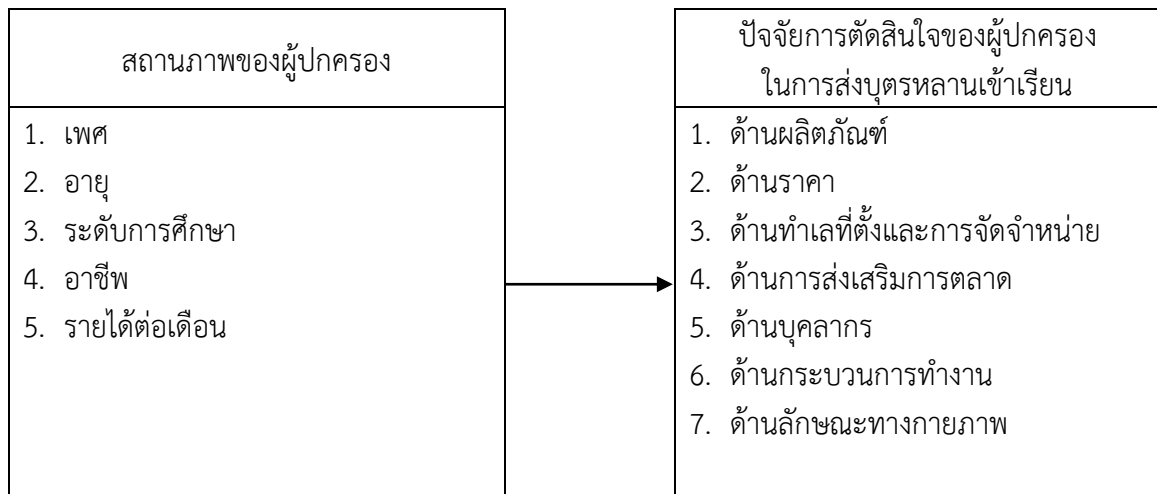 สถานภาพของผู้ปกครอง
1. เพศ
2. อายุ
3. ระดับการศึกษา
4. อาชีพ
5. รายได้ต่อเดือน
ปัจจัยการตัดสินใจของผู้ปกครอง
ในการส่งบุตรหลานเข้าเรียน
1. ด้านผลิตภัณฑ์
2. ด้านราคา
3. ด้านทำเลที่ตั้งและการจัดจำหน่าย
4. ด้านการส่งเสริมการตลาด
5. ด้านบุคลากร
6. ด้านกระบวนการทำงาน
7. ด้านลักษณะทางกายภาพ